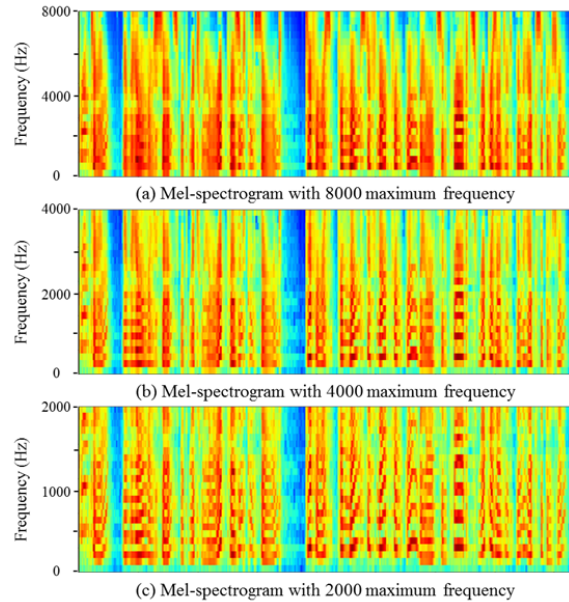 8000
4000
0
Frequency (Hz)
(a) Mel-spectrogram with 8000 maximum frequency
4000
2000
0
Frequency (Hz)
(b) Mel-spectrogram with 4000 maximum frequency
2000
1000
0
Frequency (Hz)
(c) Mel-spectrogram with 2000 maximum frequency